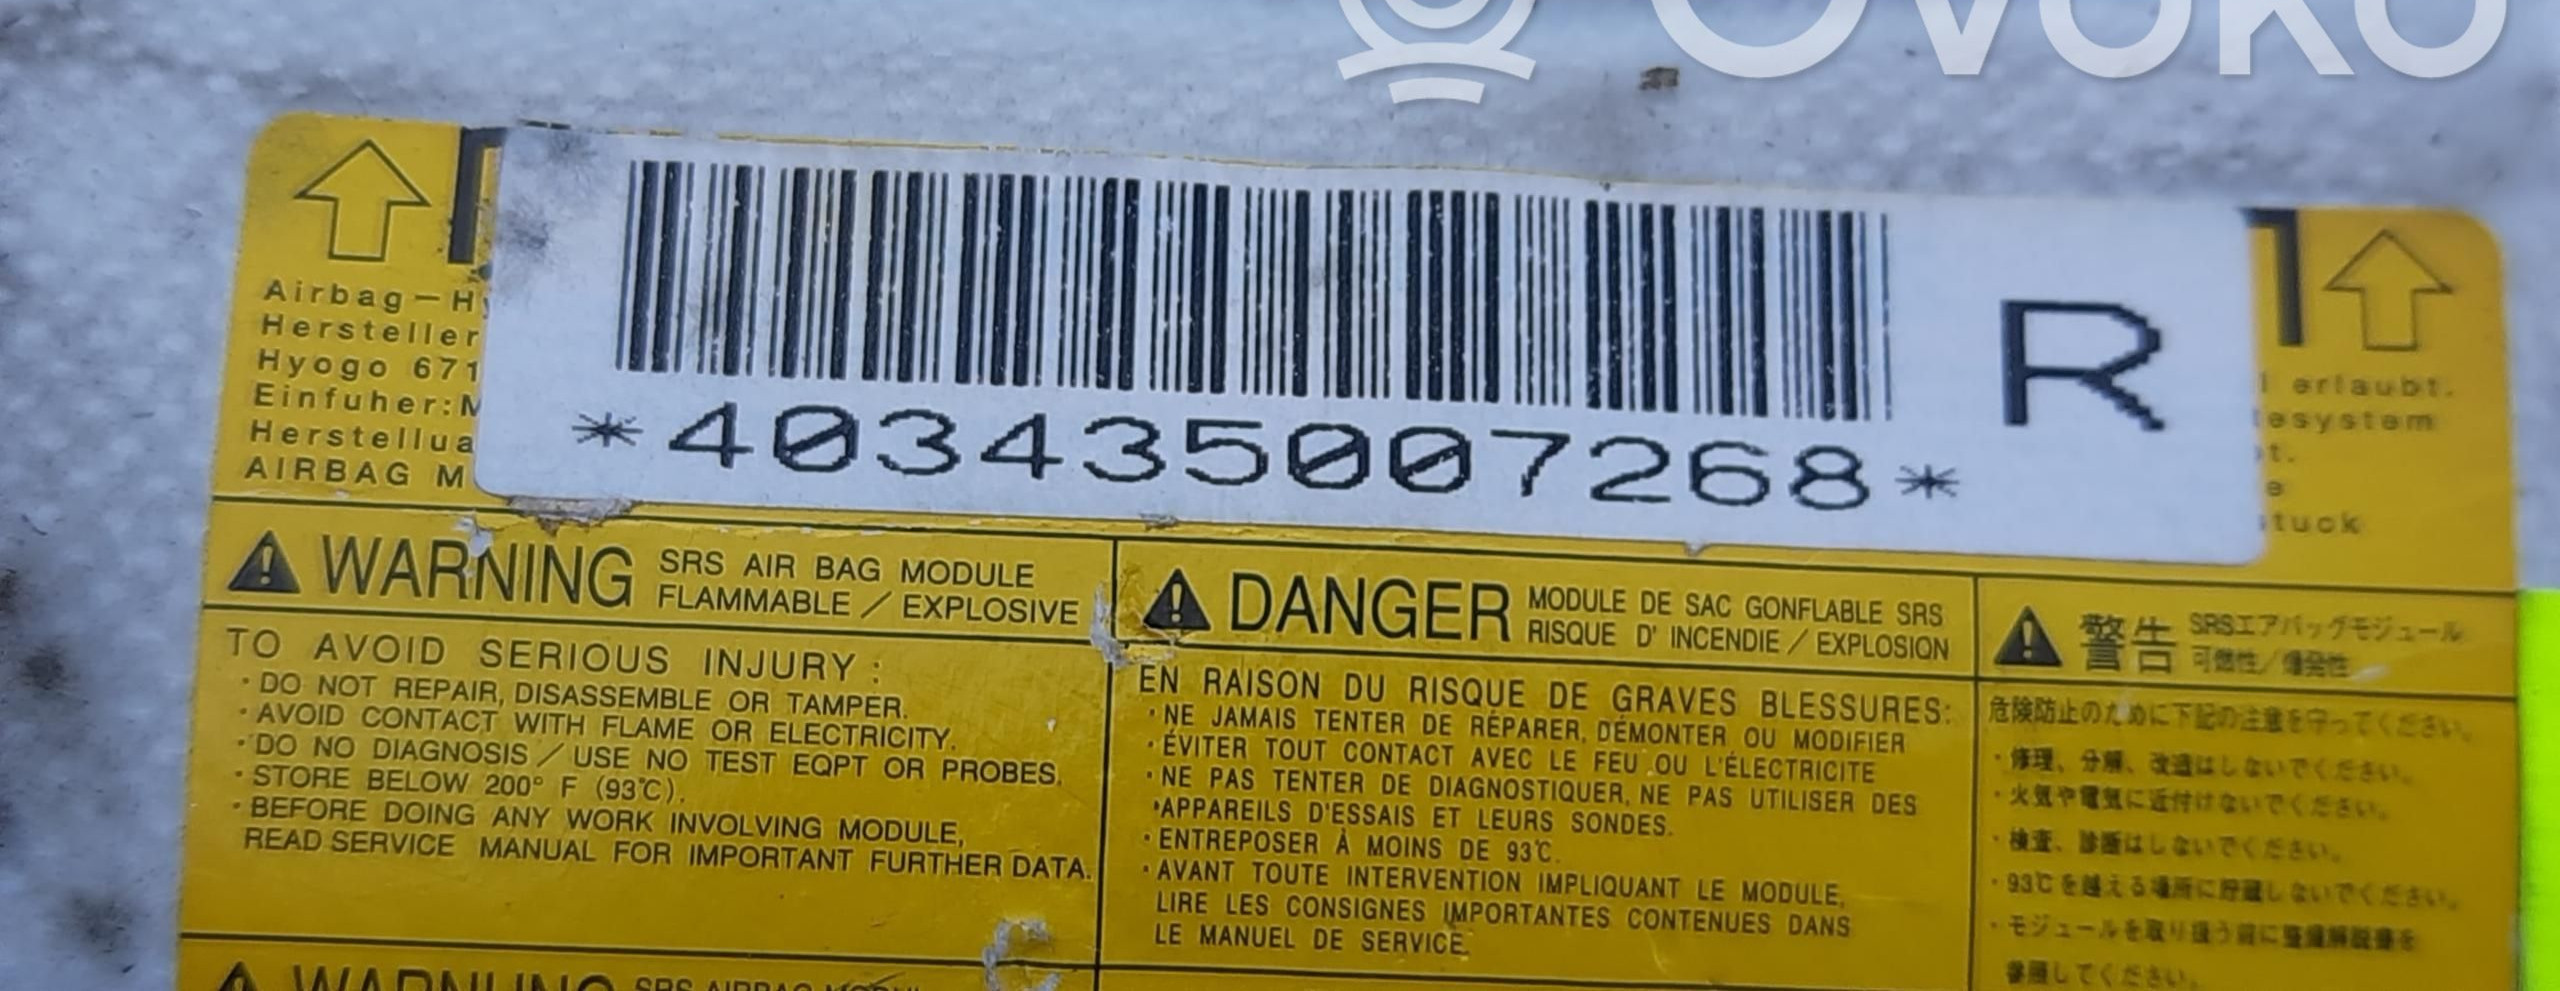 OVOKO
*403435007268*
R
Airbag-H
Hersteller
Hyogo 671
Einfuher:M
Herstellua
AIRBAG M
erlaubt.
esystem
t.
e
tuck
WARNING SRS AIR BAG MODULE
FLAMMABLE / EXPLOSIVE
TO AVOID SERIOUS INJURY:
・DO NOT REPAIR, DISASSEMBLE OR TAMPER.
・AVOID CONTACT WITH FLAME OR ELECTRICITY.
・DO NO DIAGNOSIS / USE NO TEST EQPT OR PROBES.
・STORE BELOW 200° F (93℃).
・BEFORE DOING ANY WORK INVOLVING MODULE,
READ SERVICE MANUAL FOR IMPORTANT FURTHER DATA.
DANGER MODULE DE SAC GONFLABLE SRS
RISQUE D' INCENDIE / EXPLOSION
EN RAISON DU RISQUE DE GRAVES BLESSURES:
・NE JAMAIS TENTER DE RÉPARER, DÉMONTER OU MODIFIER
・ÉVITER TOUT CONTACT AVEC LE FEU OU L'ÉLECTRICITE
・NE PAS TENTER DE DIAGNOSTIQUER, NE PAS UTILISER DES
・APPAREILS D'ESSAIS ET LEURS SONDES.
・ENTREPOSER À MOINS DE 93℃.
・AVANT TOUTE INTERVENTION IMPLIQUANT LE MODULE,
LIRE LES CONSIGNES IMPORTANTES CONTENUES DANS
LE MANUEL DE SERVICE.
警告 SRSエアバッグモジュール
可燃性/爆発性
危険防止のために下記の注意を守ってください。
・修理、分解、改造はしないでください。
・火気や電気に近付けないでください。
・検査、診断はしないでください。
・93℃を越える場所に貯蔵しないでください。
・モジュールを取り扱う前に整備解説書を
参照してください。
WARNUNG SRS AIRBAG MODUL